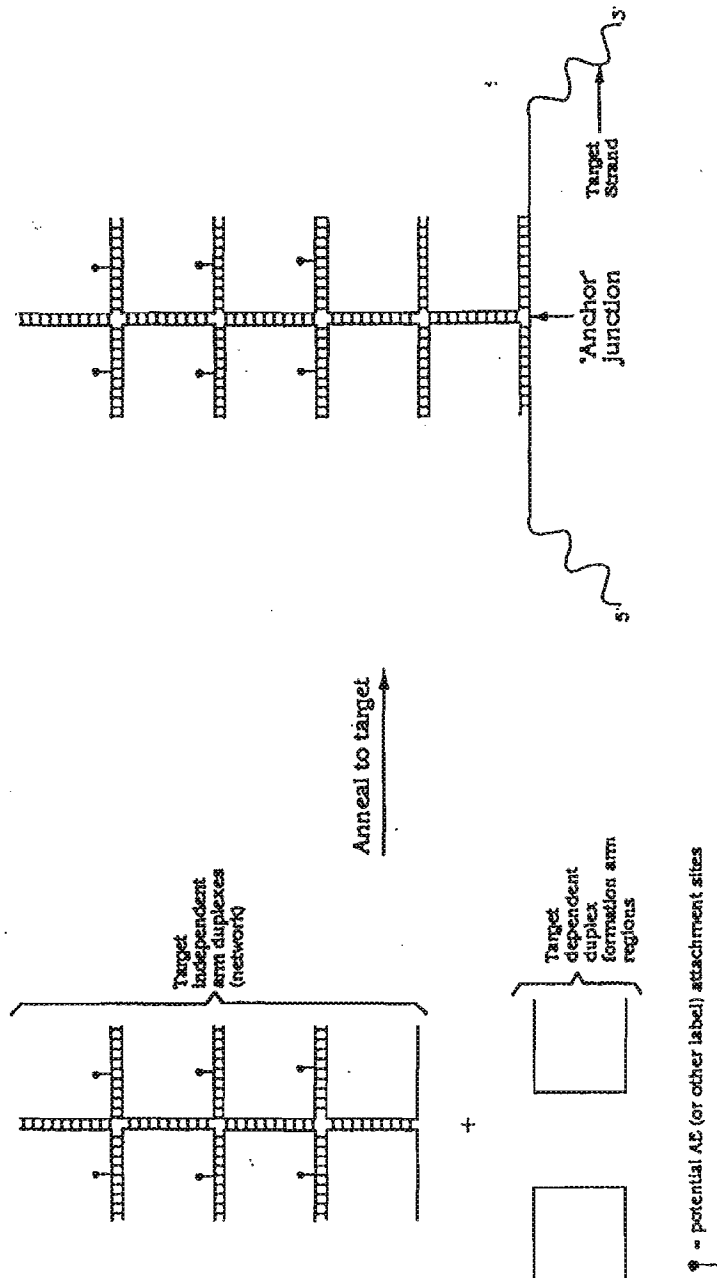 Target
independent
arm duplexes
(network)
+
Target
dependent
duplex
formation arm
regions
= potential AE (or other label) attachment sites
Anneal to target
5'
"Anchor"
junction
Target
Strand
3'